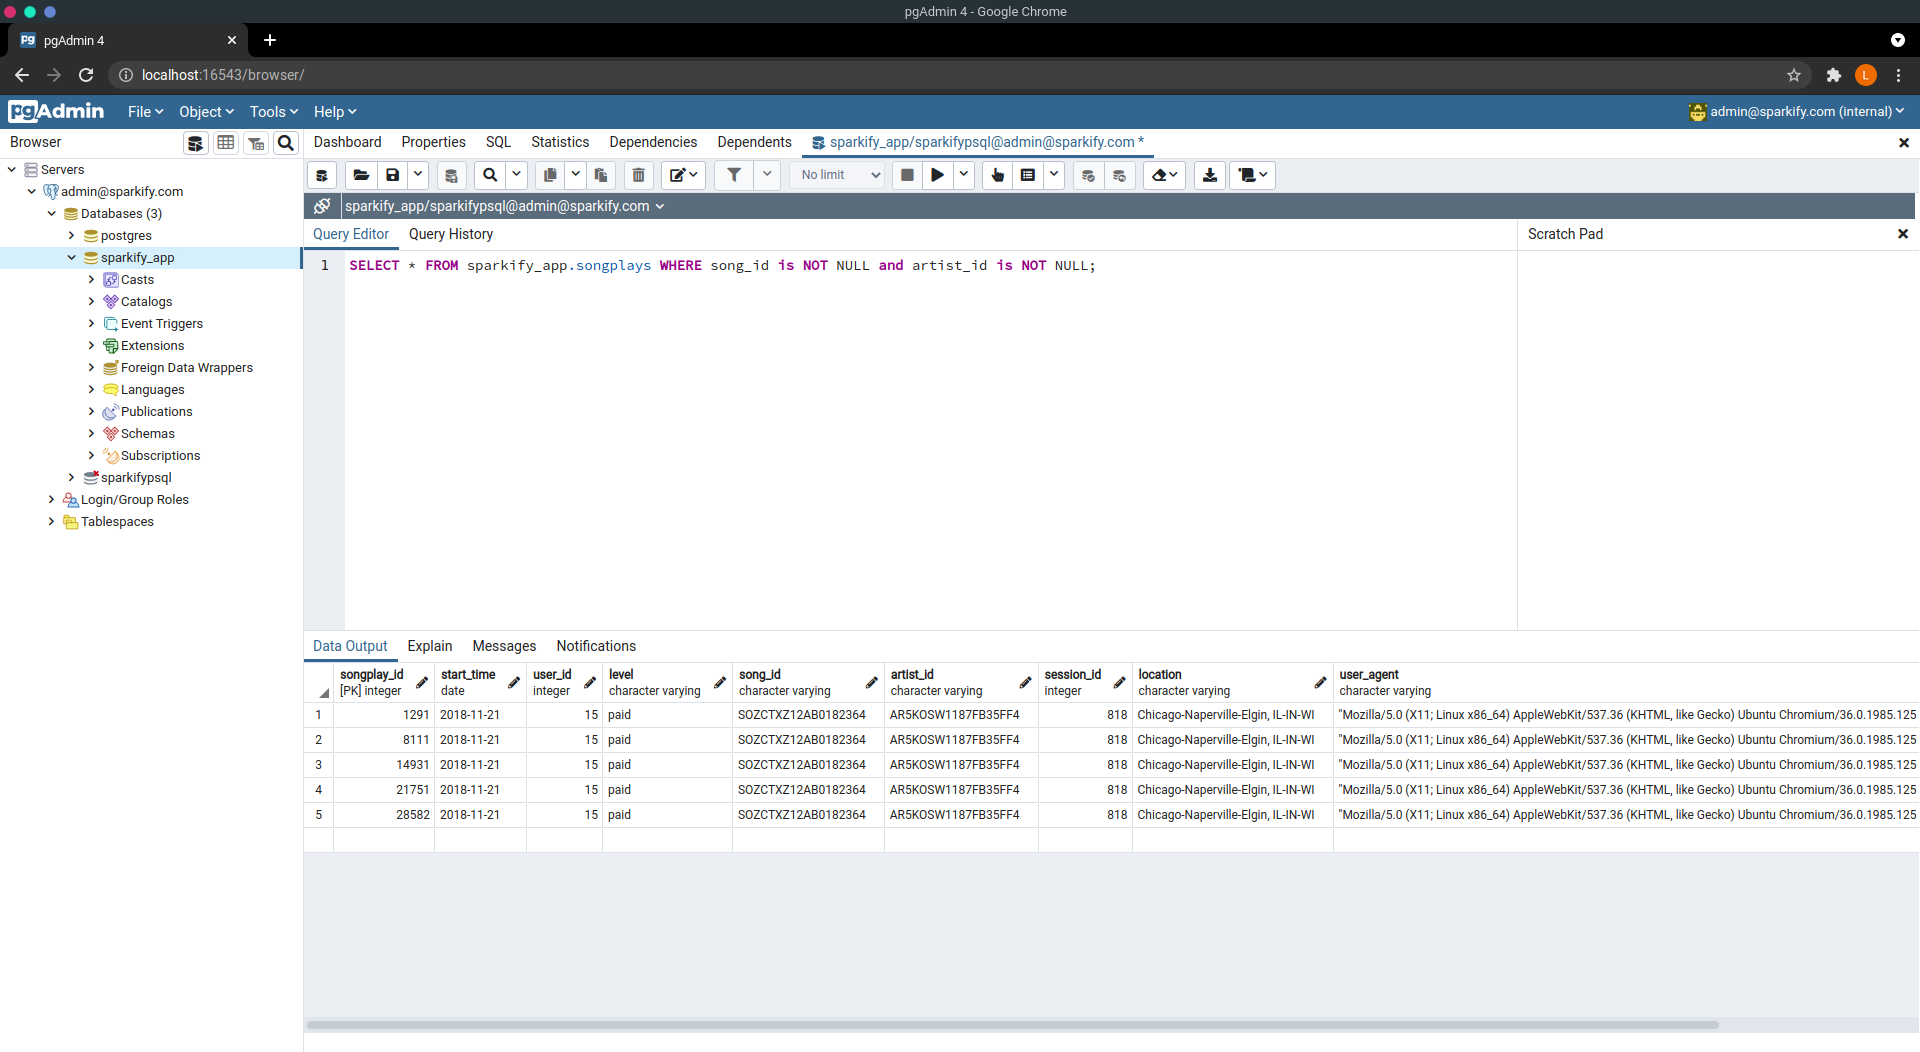 pgAdmin 4 - Google Chrome
pgAdmin 4
localhost:16543/browser/
L
pgAdmin File Object Tools Help admin@sparkify.com (internal)
Browser Dashboard Properties SQL Statistics Dependencies Dependents sparkify_app/sparkifypsql@admin@sparkify.com *
No limit
sparkify_app/sparkifypsql@admin@sparkify.com
Query Editor Query History Scratch Pad
1 SELECT * FROM sparkify_app.songplays WHERE song_id is NOT NULL and artist_id is NOT NULL;
Servers
admin@sparkify.com
Databases (3)
postgres
sparkify_app
Casts
Catalogs
Event Triggers
Extensions
Foreign Data Wrappers
Languages
Publications
Schemas
Subscriptions
sparkifypsql
Login/Group Roles
Tablespaces
Data Output Explain Messages Notifications
songplay_id start_time user_id level song_id artist_id session_id location user_agent
[PK] integer date integer character varying character varying character varying integer character varying character varying
1 1291 2018-11-21 15 paid SOZCTXZ12AB0182364 AR5KOSW1187FB35FF4 818 Chicago-Naperville-Elgin, IL-IN-WI "Mozilla/5.0 (X11; Linux x86_64) AppleWebKit/537.36 (KHTML, like Gecko) Ubuntu Chromium/36.0.1985.125
2 8111 2018-11-21 15 paid SOZCTXZ12AB0182364 AR5KOSW1187FB35FF4 818 Chicago-Naperville-Elgin, IL-IN-WI "Mozilla/5.0 (X11; Linux x86_64) AppleWebKit/537.36 (KHTML, like Gecko) Ubuntu Chromium/36.0.1985.125
3 14931 2018-11-21 15 paid SOZCTXZ12AB0182364 AR5KOSW1187FB35FF4 818 Chicago-Naperville-Elgin, IL-IN-WI "Mozilla/5.0 (X11; Linux x86_64) AppleWebKit/537.36 (KHTML, like Gecko) Ubuntu Chromium/36.0.1985.125
4 21751 2018-11-21 15 paid SOZCTXZ12AB0182364 AR5KOSW1187FB35FF4 818 Chicago-Naperville-Elgin, IL-IN-WI "Mozilla/5.0 (X11; Linux x86_64) AppleWebKit/537.36 (KHTML, like Gecko) Ubuntu Chromium/36.0.1985.125
5 28582 2018-11-21 15 paid SOZCTXZ12AB0182364 AR5KOSW1187FB35FF4 818 Chicago-Naperville-Elgin, IL-IN-WI "Mozilla/5.0 (X11; Linux x86_64) AppleWebKit/537.36 (KHTML, like Gecko) Ubuntu Chromium/36.0.1985.125